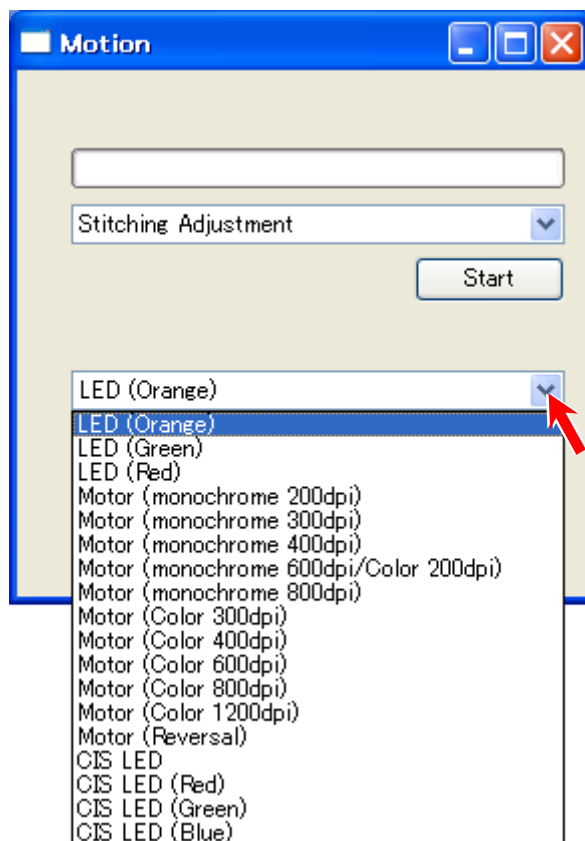 Motion
Stitching Adjustment
Start
LED (Orange)
LED (Orange)
LED (Green)
LED (Red)
Motor (monochrome 200dpi)
Motor (monochrome 300dpi)
Motor (monochrome 400dpi)
Motor (monochrome 600dpi/Color 200dpi)
Motor (monochrome 800dpi)
Motor (Color 300dpi)
Motor (Color 400dpi)
Motor (Color 600dpi)
Motor (Color 800dpi)
Motor (Color 1200dpi)
Motor (Reversal)
CIS LED
CIS LED (Red)
CIS LED (Green)
CIS LED (Blue)